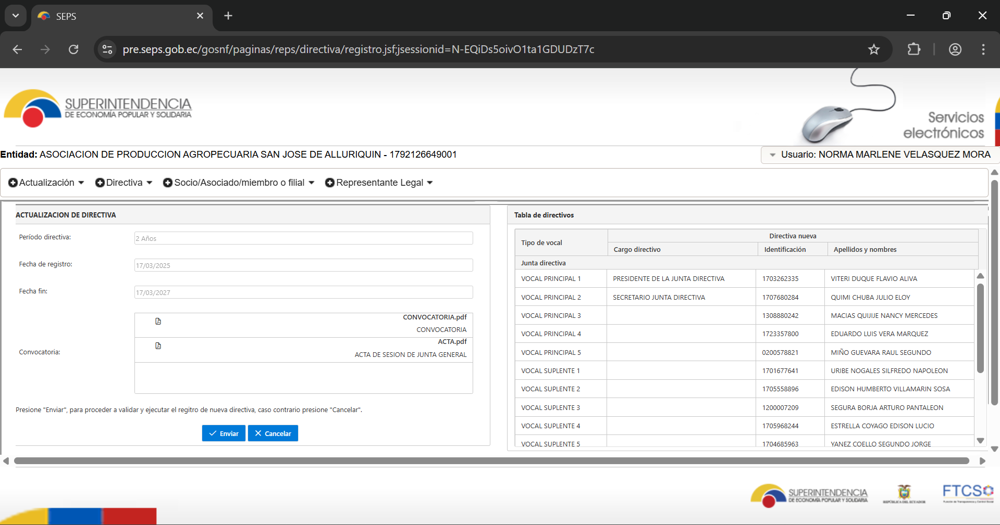 SEPS
pre.seps.gob.ec/gosnf/paginas/reps/directiva/registro.jsf;jsessionid=N-EQiDs5oivO1ta1GDUDzT7c
SUPERINTENDENCIA
DE ECONOMÍA POPULAR Y SOLIDARIA
Servicios
electrónicos
Entidad: ASOCIACION DE PRODUCCION AGROPECUARIA SAN JOSE DE ALLURIQUIN - 1792126649001
Usuario: NORMA MARLENE VELASQUEZ MORA
Actualización Directiva Socio/Asociado/miembro o filial Representante Legal
ACTUALIZACION DE DIRECTIVA
Período directiva: 2 Años
Fecha de registro: 17/03/2025
Fecha fin: 17/03/2027
Convocatoria:
CONVOCATORIA.pdf
CONVOCATORIA
ACTA.pdf
ACTA DE SESION DE JUNTA GENERAL
Presione "Enviar", para proceder a validar y ejecutar el regitro de nueva directiva, caso contrario presione "Cancelar".
Enviar Cancelar
Tabla de directivos
Tipo de vocal Directiva nueva
Cargo directivo Identificación Apellidos y nombres
Junta directiva
VOCAL PRINCIPAL 1 PRESIDENTE DE LA JUNTA DIRECTIVA 1703262335 VITERI DUQUE FLAVIO ALIVA
VOCAL PRINCIPAL 2 SECRETARIO JUNTA DIRECTIVA 1707680284 QUIMI CHUBA JULIO ELOY
VOCAL PRINCIPAL 3 1308880242 MACIAS QUIJIJE NANCY MERCEDES
VOCAL PRINCIPAL 4 1723357800 EDUARDO LUIS VERA MARQUEZ
VOCAL PRINCIPAL 5 0200578821 MIÑO GUEVARA RAUL SEGUNDO
VOCAL SUPLENTE 1 1701677641 URIBE NOGALES SILFREDO NAPOLEON
VOCAL SUPLENTE 2 1705558896 EDISON HUMBERTO VILLAMARIN SOSA
VOCAL SUPLENTE 3 1200007209 SEGURA BORJA ARTURO PANTALEON
VOCAL SUPLENTE 4 1705968244 ESTRELLA COYAGO EDISON LUCIO
VOCAL SUPLENTE 5 1704685963 YANEZ COELLO SEGUNDO JORGE
SUPERINTENDENCIA
DE ECONOMÍA POPULAR Y SOLIDARIA
REPÚBLICA DEL ECUADOR
FTCS
Función de Transparencia y Control Social